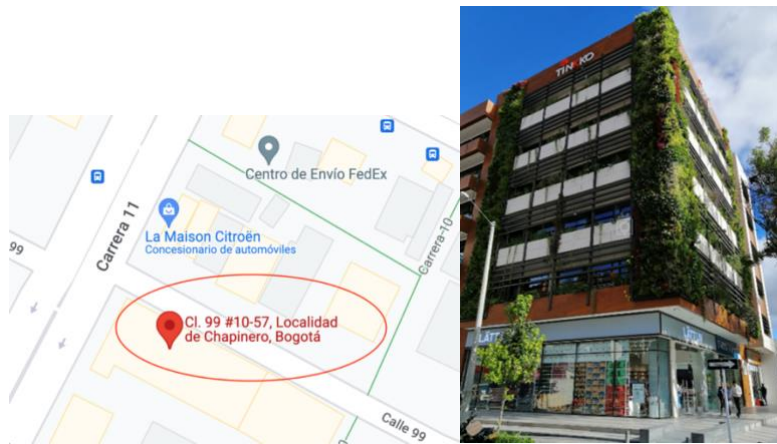 Centro de Envío FedEx
Carrera 11
La Maison Citroën
Concesionario de automóviles
Carrera 10
99
Cl. 99 #10-57, Localidad
de Chapinero, Bogotá
Calle 99